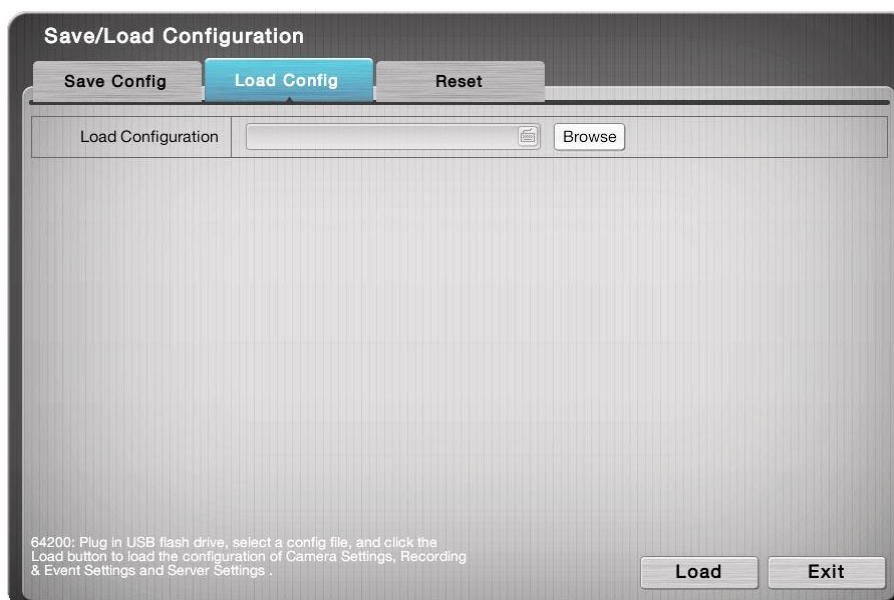 Save/Load Configuration
Save Config
Load Config
Reset
Load Configuration
Browse
64200: Plug in USB flash drive, select a config file, and click the
Load button to load the configuration of Camera Settings, Recording
& Event Settings and Server Settings .
Load
Exit